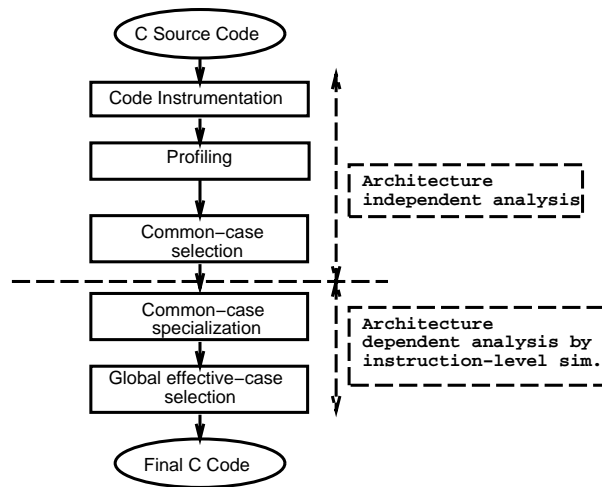 C Source Code
Code Instrumentation
Profiling
Architecture
independent analysis
Common−case
selection
Common−case
specialization
Architecture
dependent analysis by
instruction-level sim.
Global effective−case
selection
Final C Code